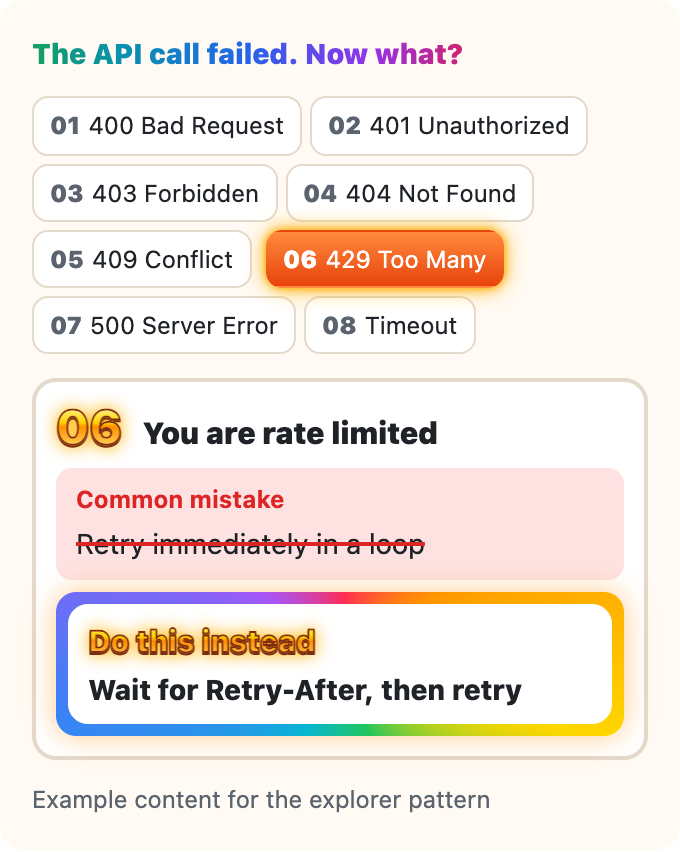 The API call failed. Now what?
01 400 Bad Request
02 401 Unauthorized
03 403 Forbidden
04 404 Not Found
05 409 Conflict
06 429 Too Many
07 500 Server Error
08 Timeout
06 You are rate limited
Common mistake
Retry immediately in a loop
Do this instead
Wait for Retry-After, then retry
Example content for the explorer pattern